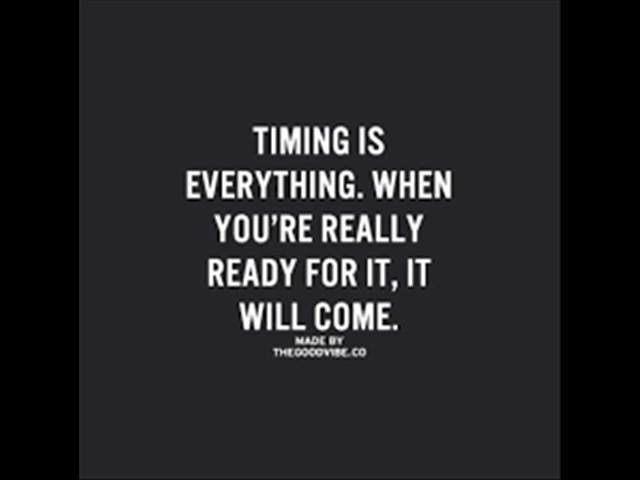 TIMING IS
EVERYTHING. WHEN
YOU'RE REALLY
READY FOR IT, IT
WILL COME.
MADE BY
THEGOODVIBE.CO